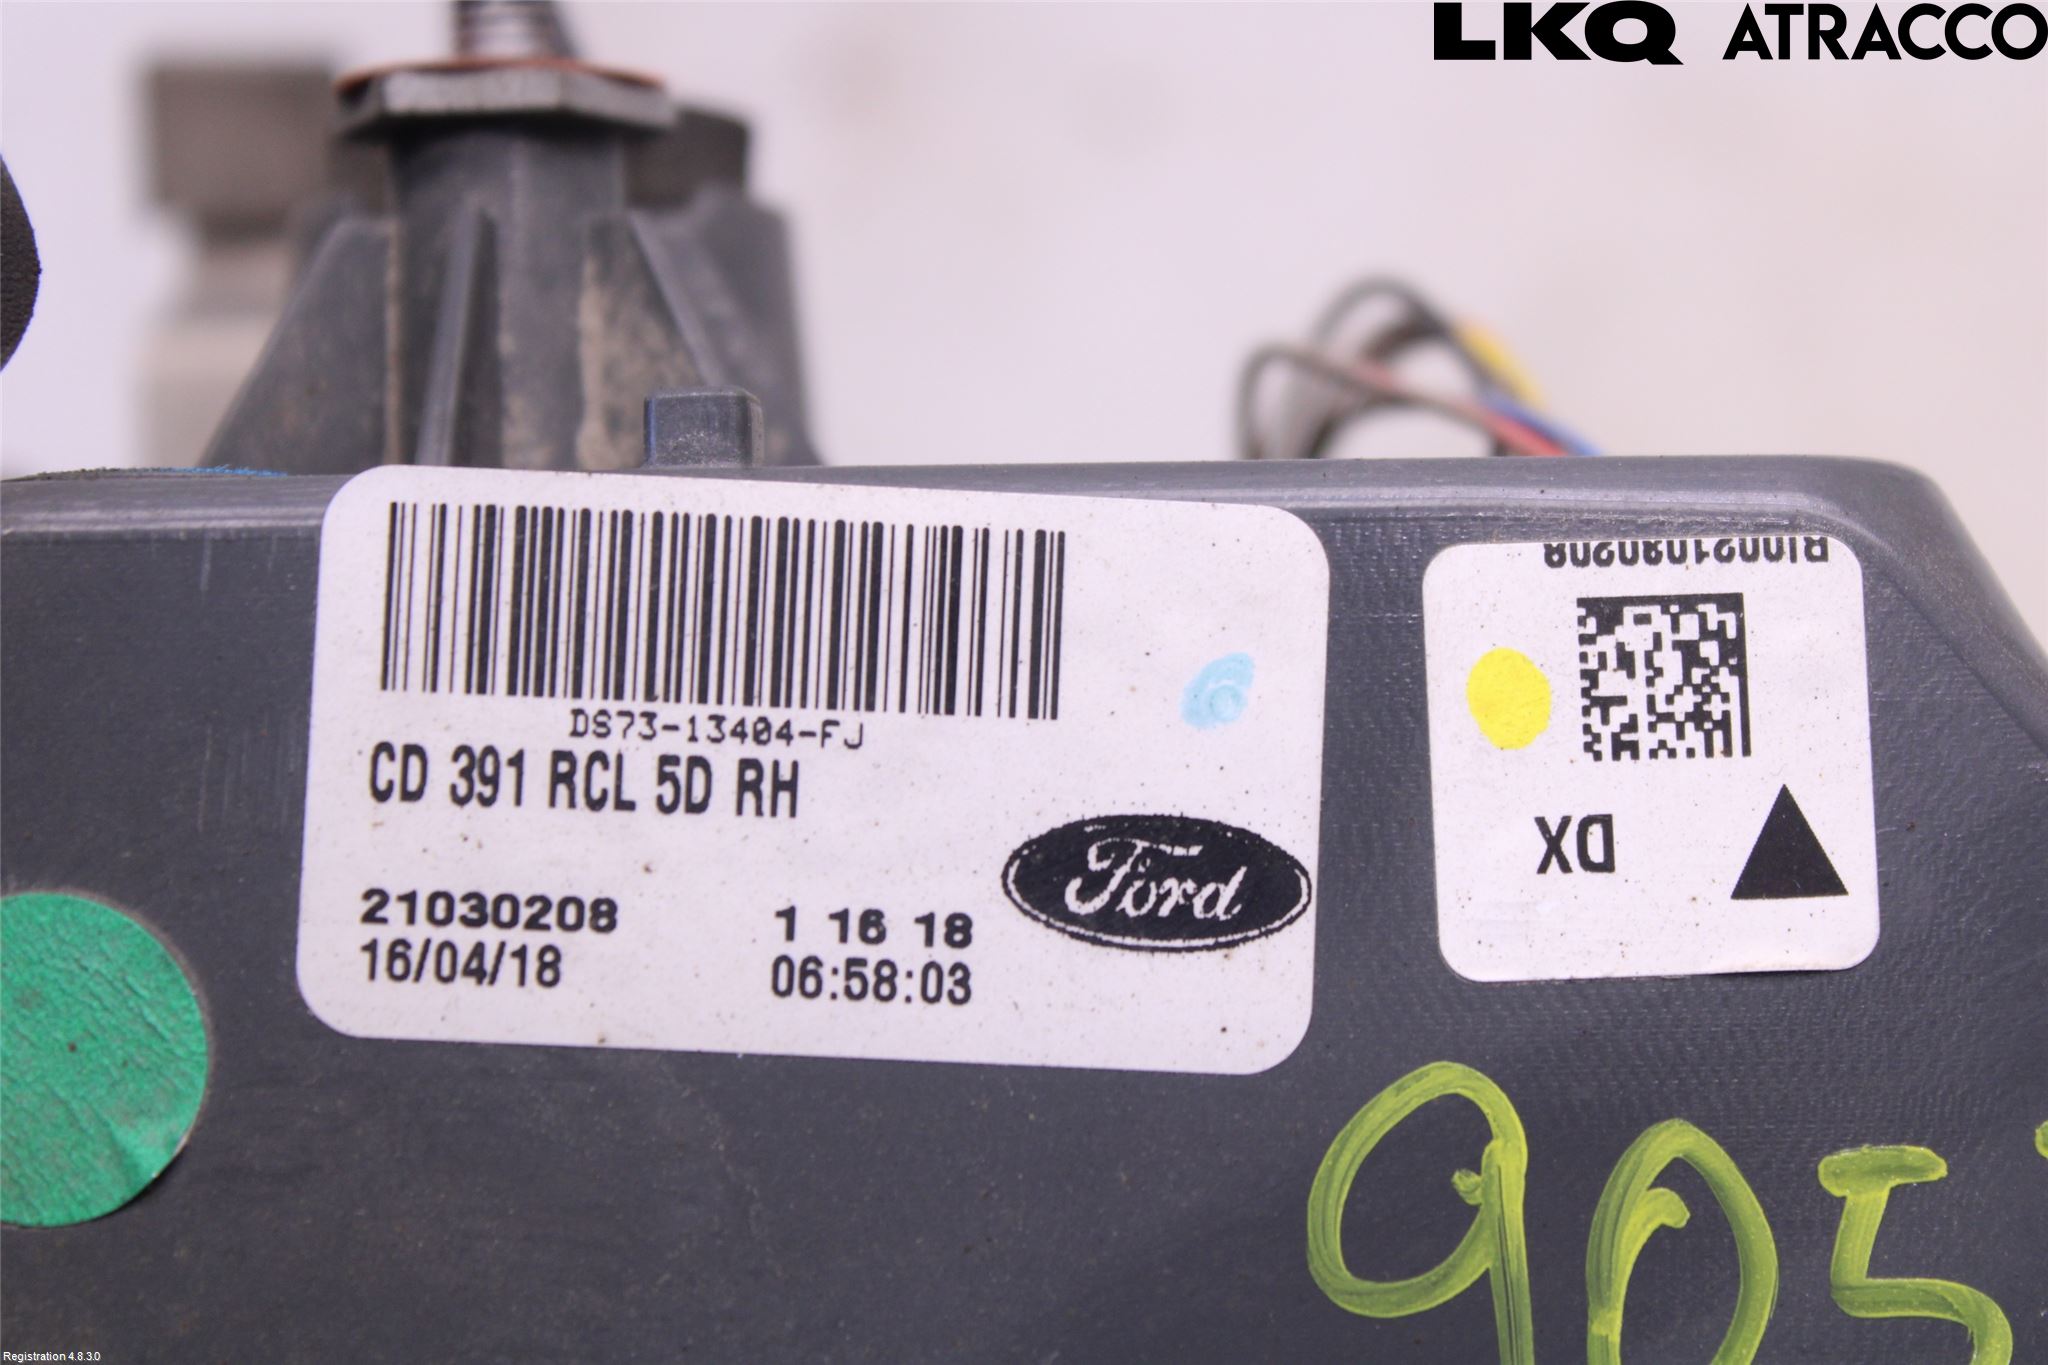 LKQ ATRACCO
DS73-13404-FJ
CD 391 RCL 5D RH
21030208 1 16 18
16/04/18 06:58:03
Ford
DX
905
Registration 4.8.3.0